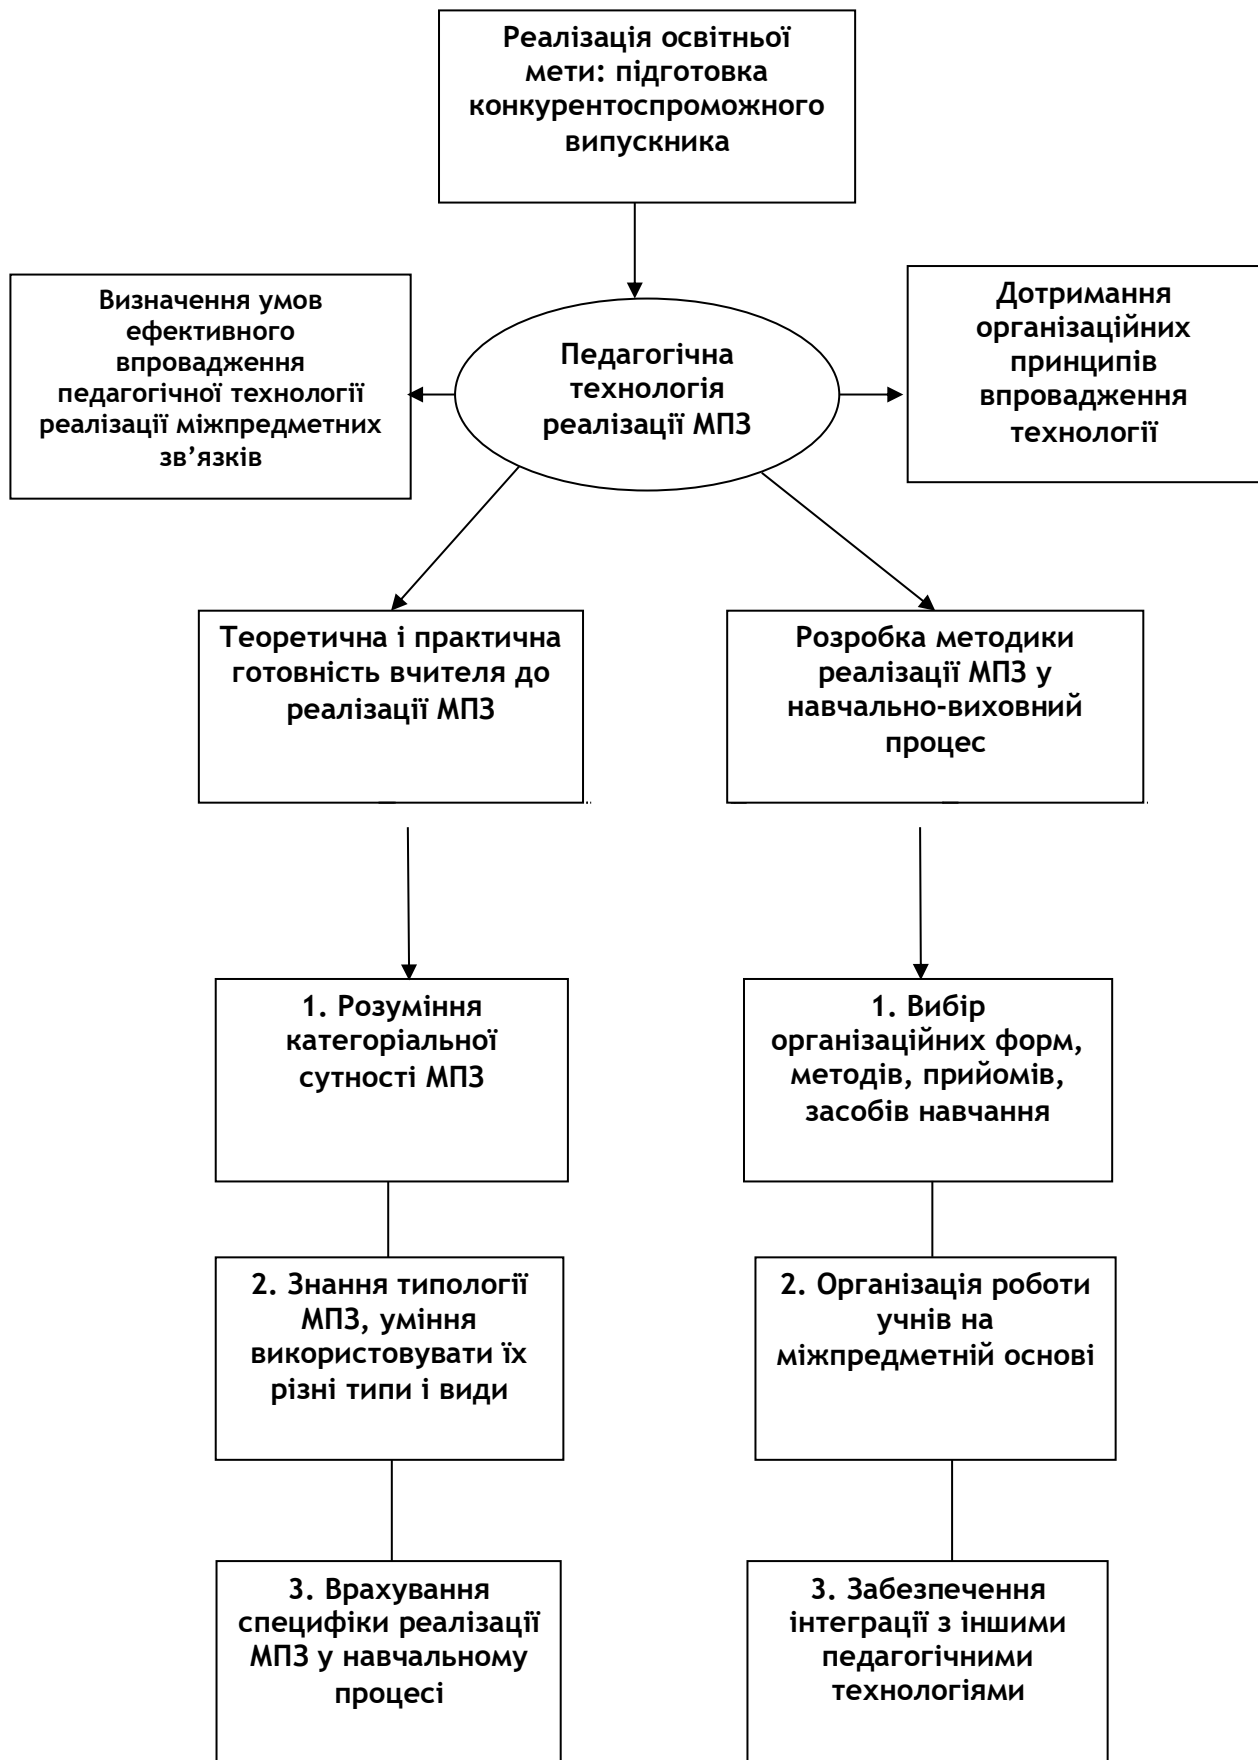 Реалізація освітньої
мети: підготовка
конкурентоспроможного
випускника
Визначення умов
ефективного
впровадження
педагогічної технології
реалізації міжпредметних
зв’язків
Педагогічна
технологія
реалізації МПЗ
Дотримання
організаційних
принципів
впровадження
технології
Теоретична і практична
готовність вчителя до
реалізації МПЗ
Розробка методики
реалізації МПЗ у
навчально-виховний
процес
1. Розуміння
категоріальної
сутності МПЗ
1. Вибір
організаційних форм,
методів, прийомів,
засобів навчання
2. Знання типології
МПЗ, уміння
використовувати їх
різні типи і види
2. Організація роботи
учнів на
міжпредметній основі
3. Врахування
специфіки реалізації
МПЗ у навчальному
процесі
3. Забезпечення
інтеграції з іншими
педагогічними
технологіями